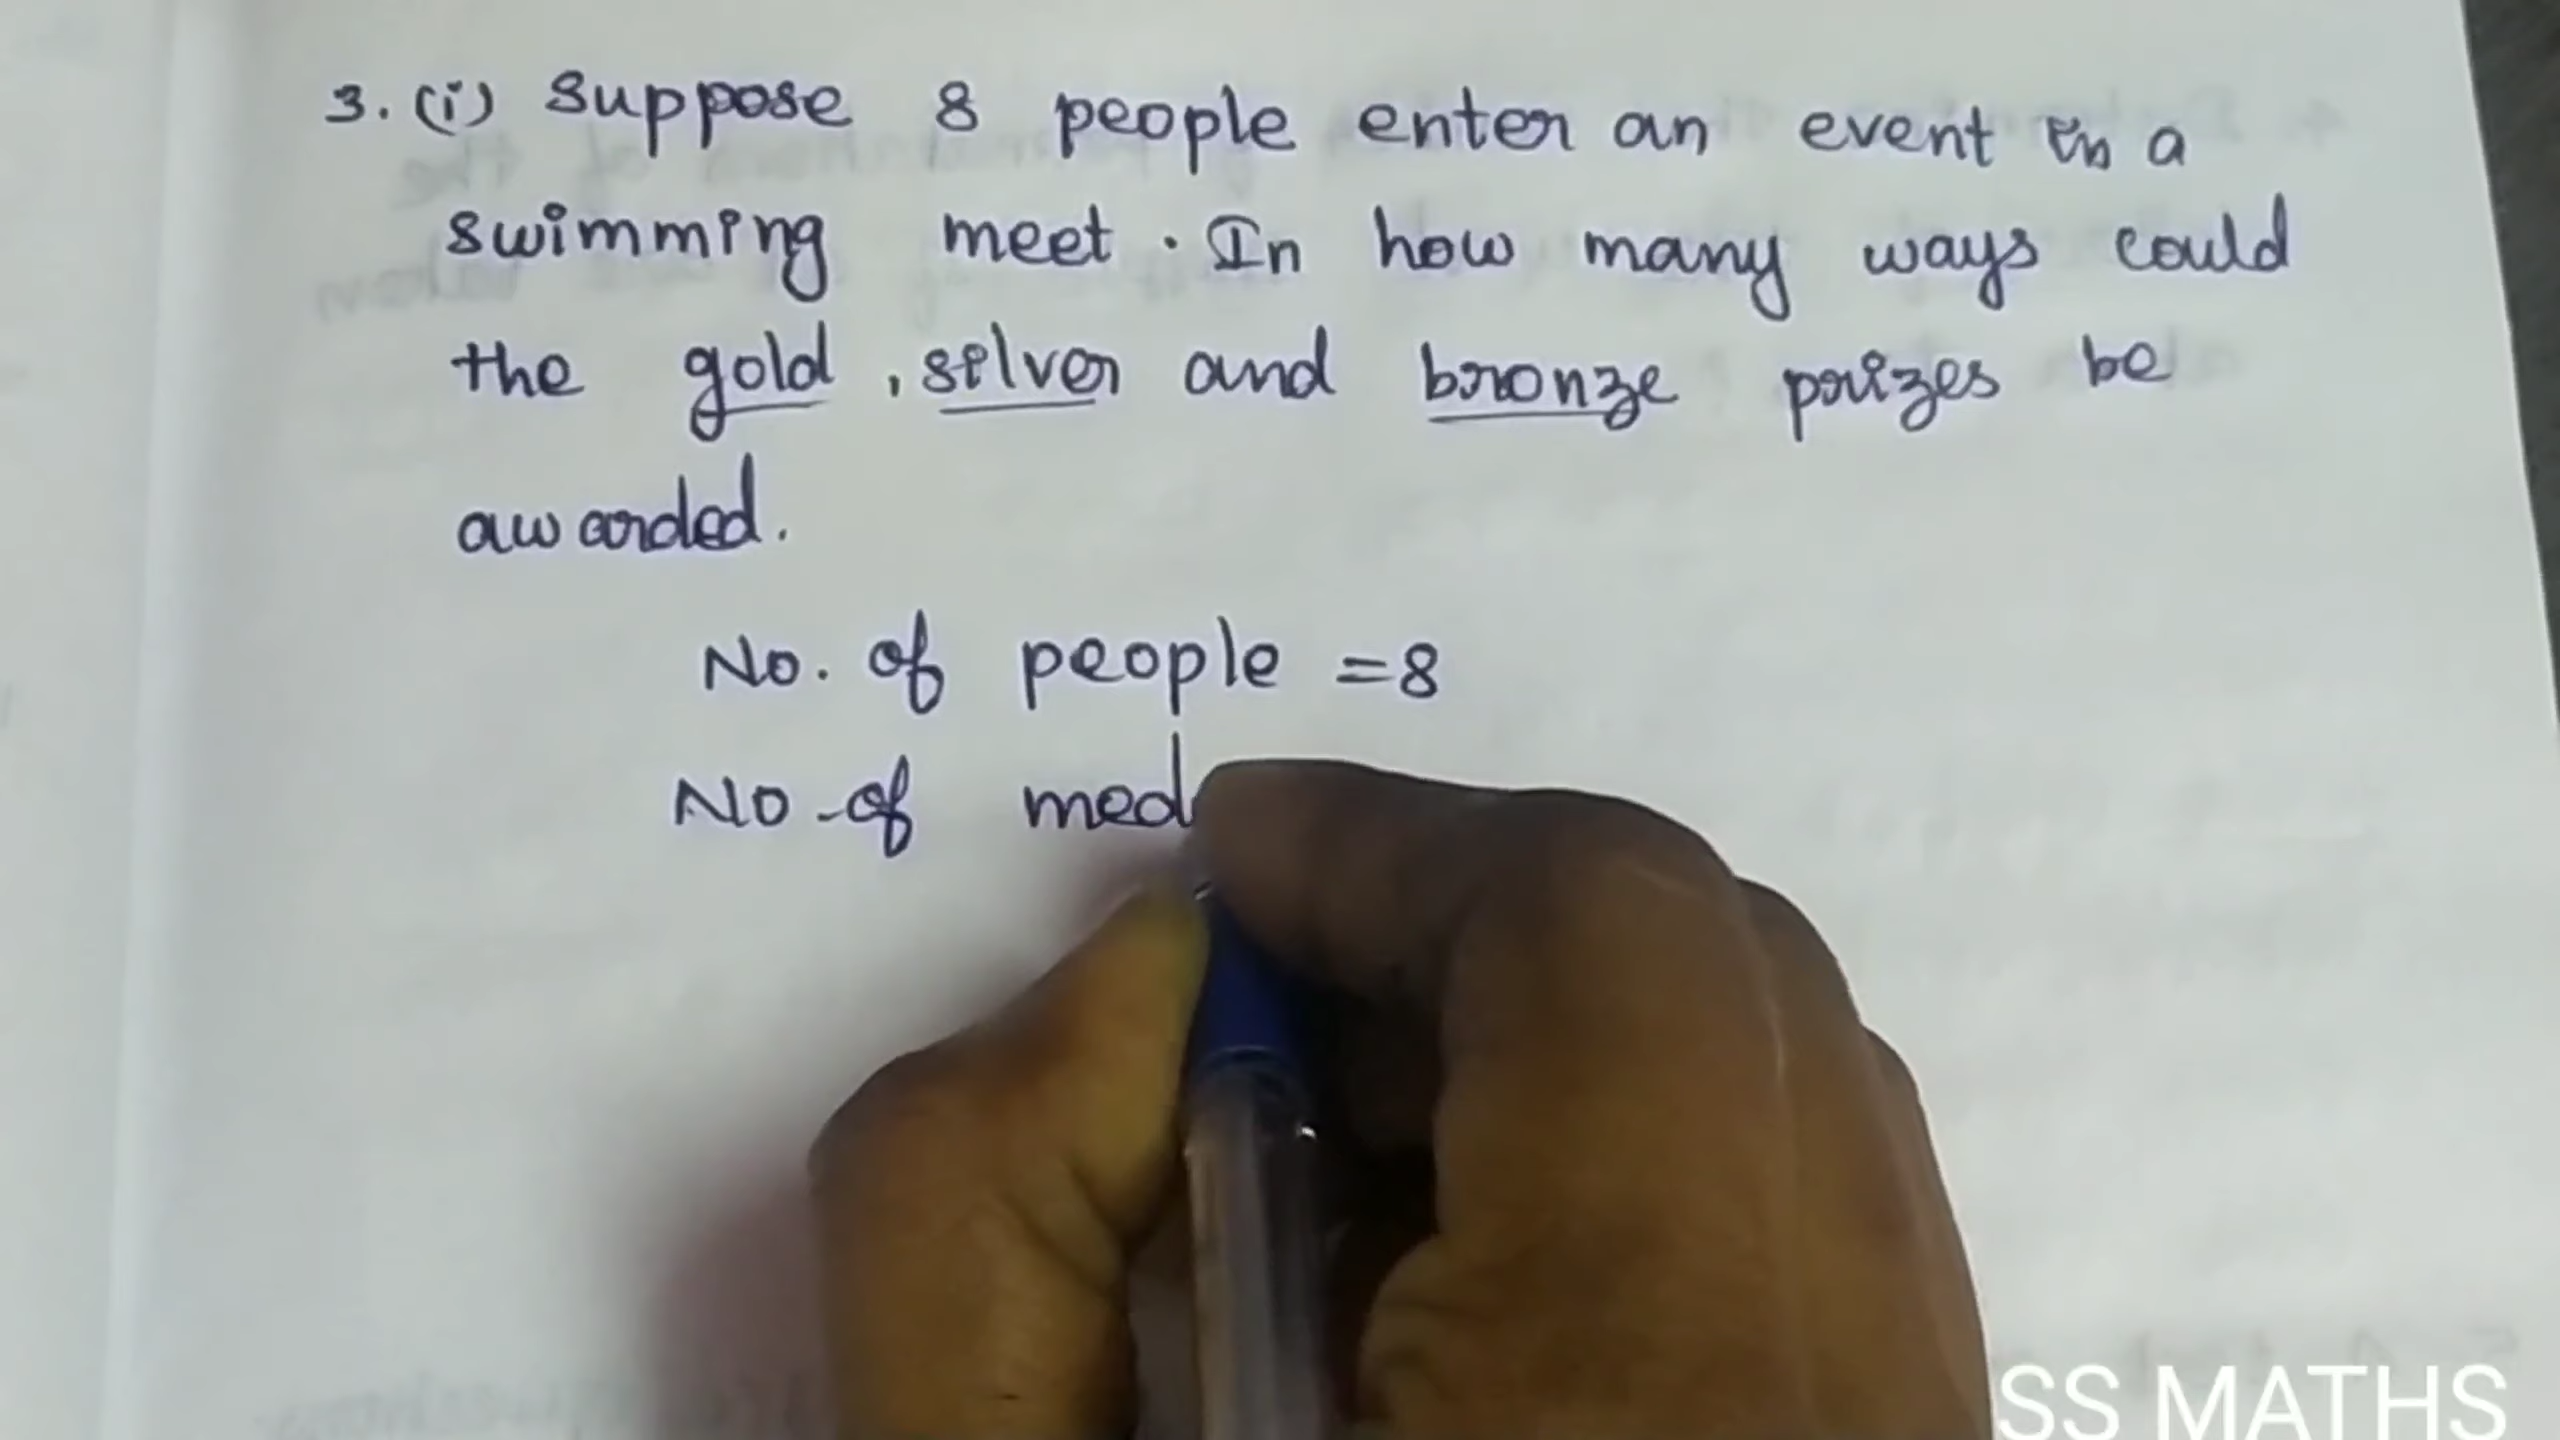 3. (i) Suppose 8 people enter an event in a
swimming meet. In how many ways could
the gold, silver and bronze prizes be
awarded.
No. of people = 8
No. of med
SS MATHS